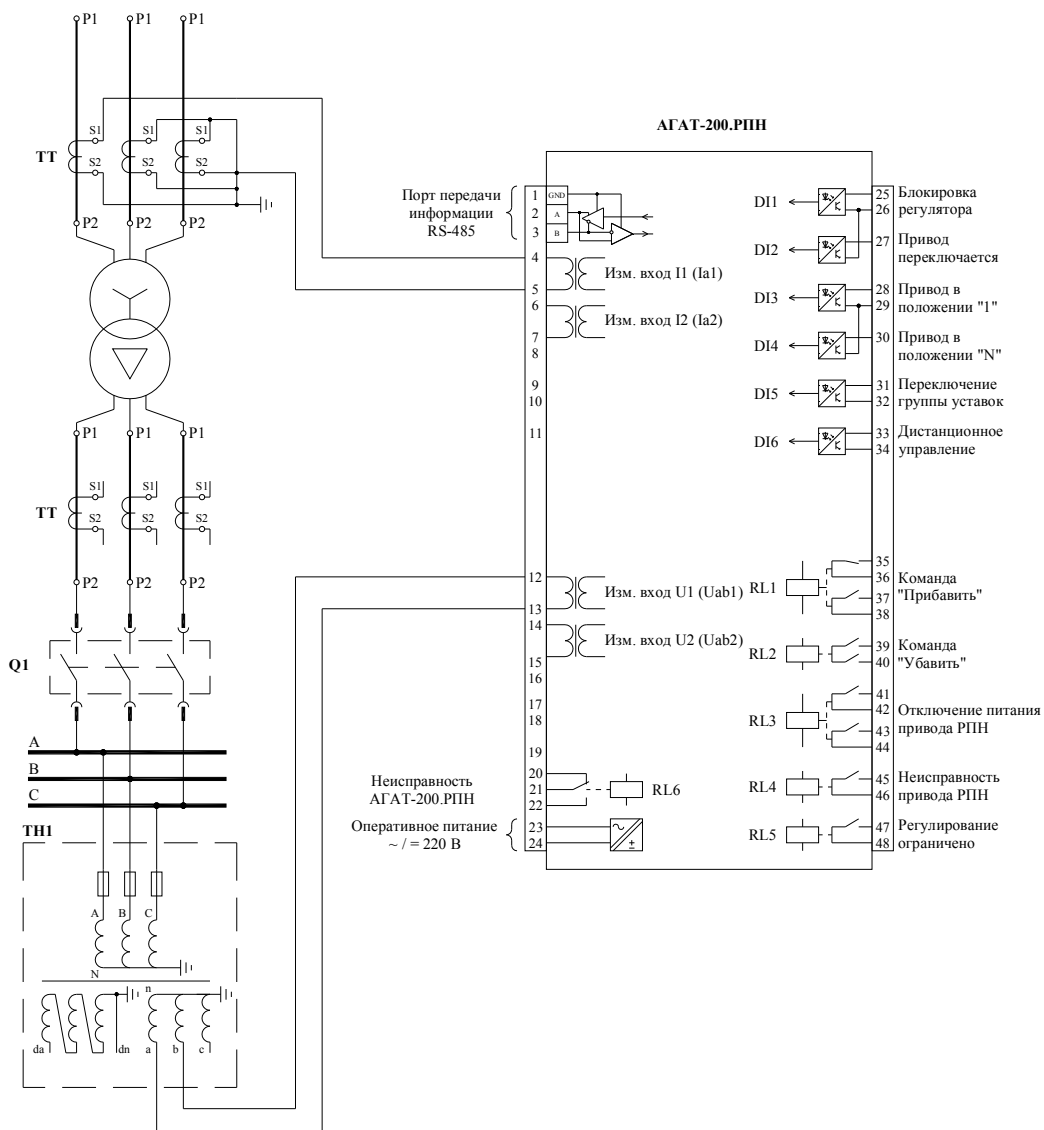 P1 P1 P1
S1 S1 S1
ТТ
S2 S2 S2
P2 P2 P2
P1 P1 P1
S1 S1 S1
ТТ
S2 S2 S2
P2 P2 P2
Q1
A
B
C
ТН1
A B C
N
n
da dn a b c
АГАТ-200.РПН
Порт передачи
информации
RS-485
1 GND
2 A
3 B
4
Изм. вход I1 (Ia1)
5
6
Изм. вход I2 (Ia2)
7
8
9
10
11
12
Изм. вход U1 (Uab1)
13
14
Изм. вход U2 (Uab2)
15
16
17
18
19
Неисправность
АГАТ-200.РПН
20
21
22
RL6
Оперативное питание
~ / = 220 В
23
24
~
±
DI1
25
26
Блокировка
регулятора
DI2
27
Привод
переключается
DI3
28
29
Привод в
положении "1"
DI4
30
Привод в
положении "N"
DI5
31
32
Переключение
группы уставок
DI6
33
34
Дистанционное
управление
RL1
35
36
37
38
Команда
"Прибавить"
RL2
39
40
Команда
"Убавить"
RL3
41
42
43
44
Отключение питания
привода РПН
RL4
45
46
Неисправность
привода РПН
RL5
47
48
Регулирование
ограничено